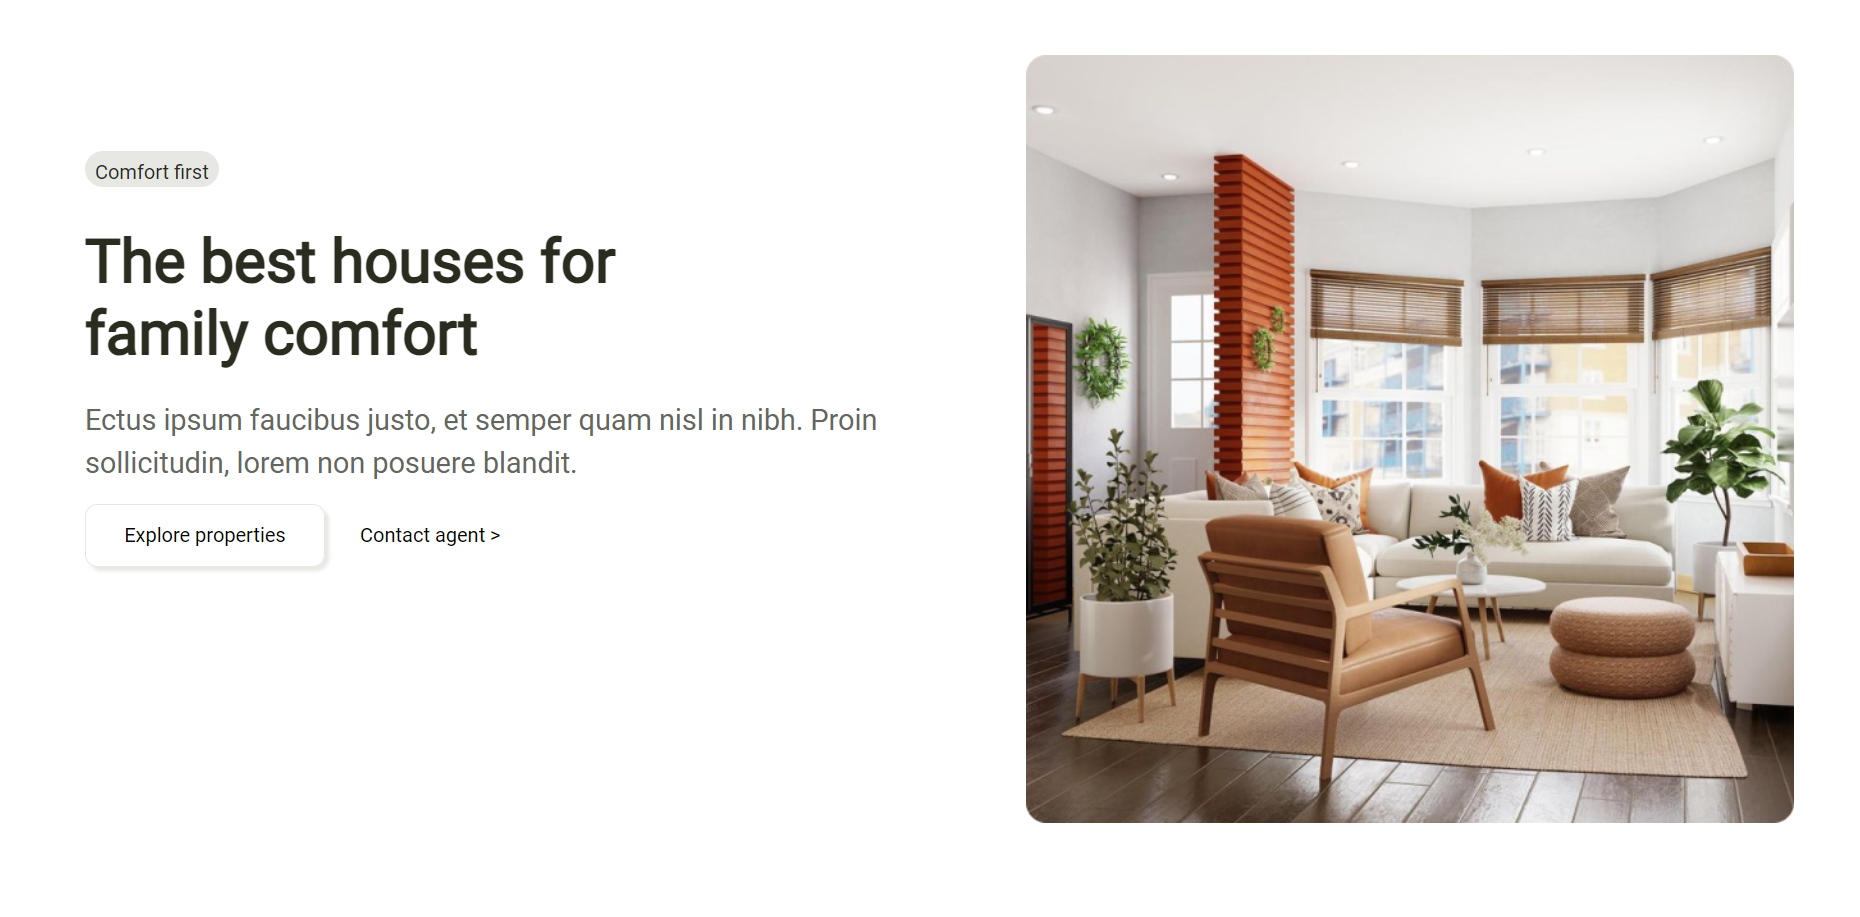 Comfort first
The best houses for
family comfort
Ectus ipsum faucibus justo, et semper quam nisl in nibh. Proin
sollicitudin, lorem non posuere blandit.
Explore properties
Contact agent >